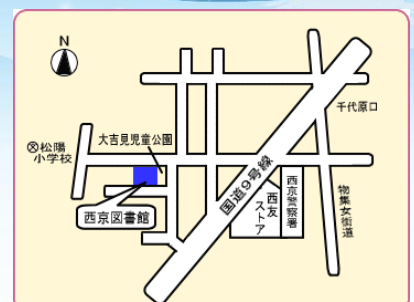 N
千代原口
大吉見児童公園
松陽
小学校
国道9号線
西友
ストア
西京警察署
物集女街道
西京図書館